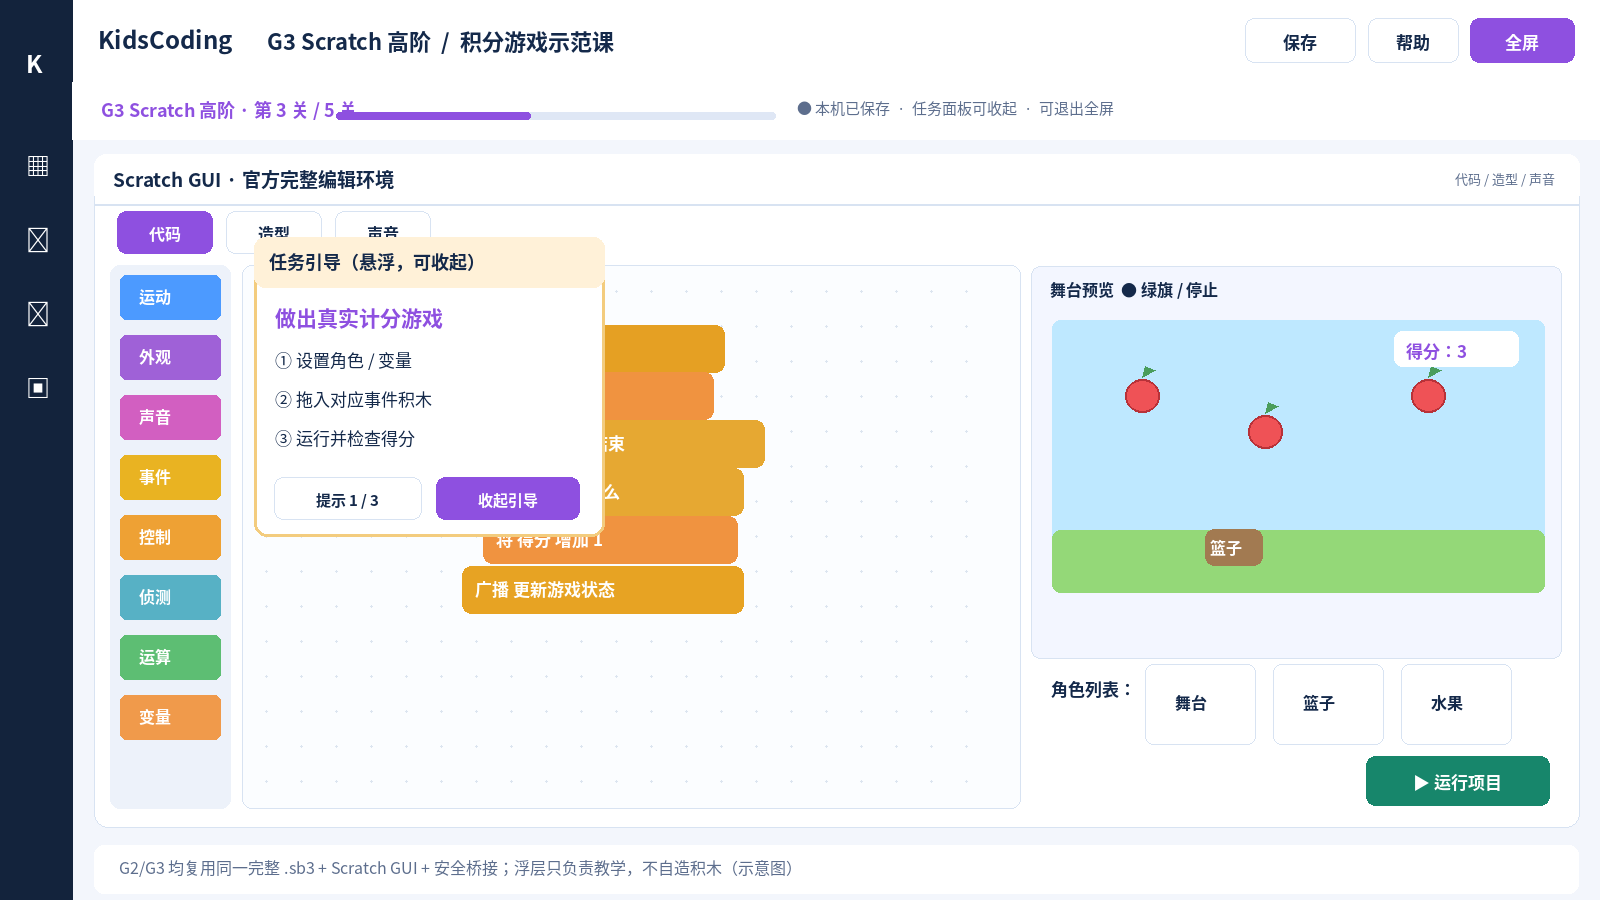 K
KidsCoding
G3 Scratch 高阶 / 积分游戏示范课
保存
帮助
全屏
G3 Scratch 高阶 · 第 3 关 / 5 关
本机已保存 · 任务面板可收起 · 可退出全屏
Scratch GUI · 官方完整编辑环境
代码 / 造型 / 声音
代码
造型
声音
运动
外观
声音
事件
控制
侦测
运算
变量
任务引导（悬浮，可收起）
做出真实计分游戏
① 设置角色 / 变量
② 拖入对应事件积木
③ 运行并检查得分
提示 1 / 3
收起引导
束
么
将 得分 增加 1
广播 更新游戏状态
舞台预览 ● 绿旗 / 停止
得分：3
篮子
角色列表：
舞台
篮子
水果
▶ 运行项目
G2/G3 均复用同一完整 .sb3 + Scratch GUI + 安全桥接；浮层只负责教学，不自造积木（示意图）